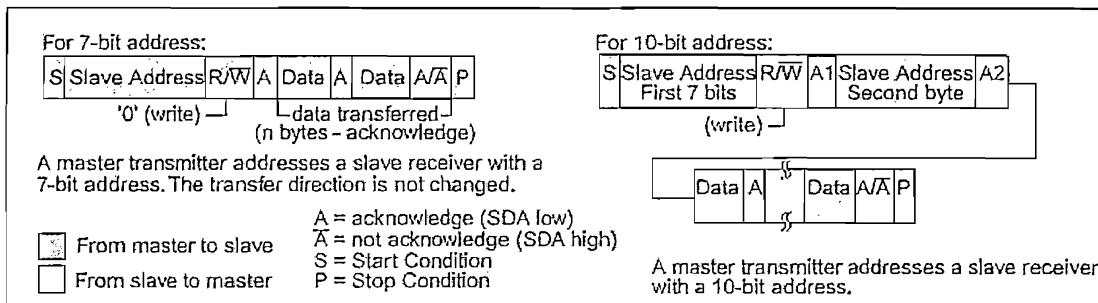 For 7-bit address:
S Slave Address R/W̅ A Data A Data A/A̅ P
'0' (write) data transferred
(n bytes - acknowledge)
A master transmitter addresses a slave receiver with a
7-bit address. The transfer direction is not changed.
From master to slave
From slave to master
A = acknowledge (SDA low)
A̅ = not acknowledge (SDA high)
S = Start Condition
P = Stop Condition
For 10-bit address:
S Slave Address First 7 bits R/W̅ A1 Slave Address Second byte A2
(write)
Data A Data A/A̅ P
A master transmitter addresses a slave receiver
with a 10-bit address.